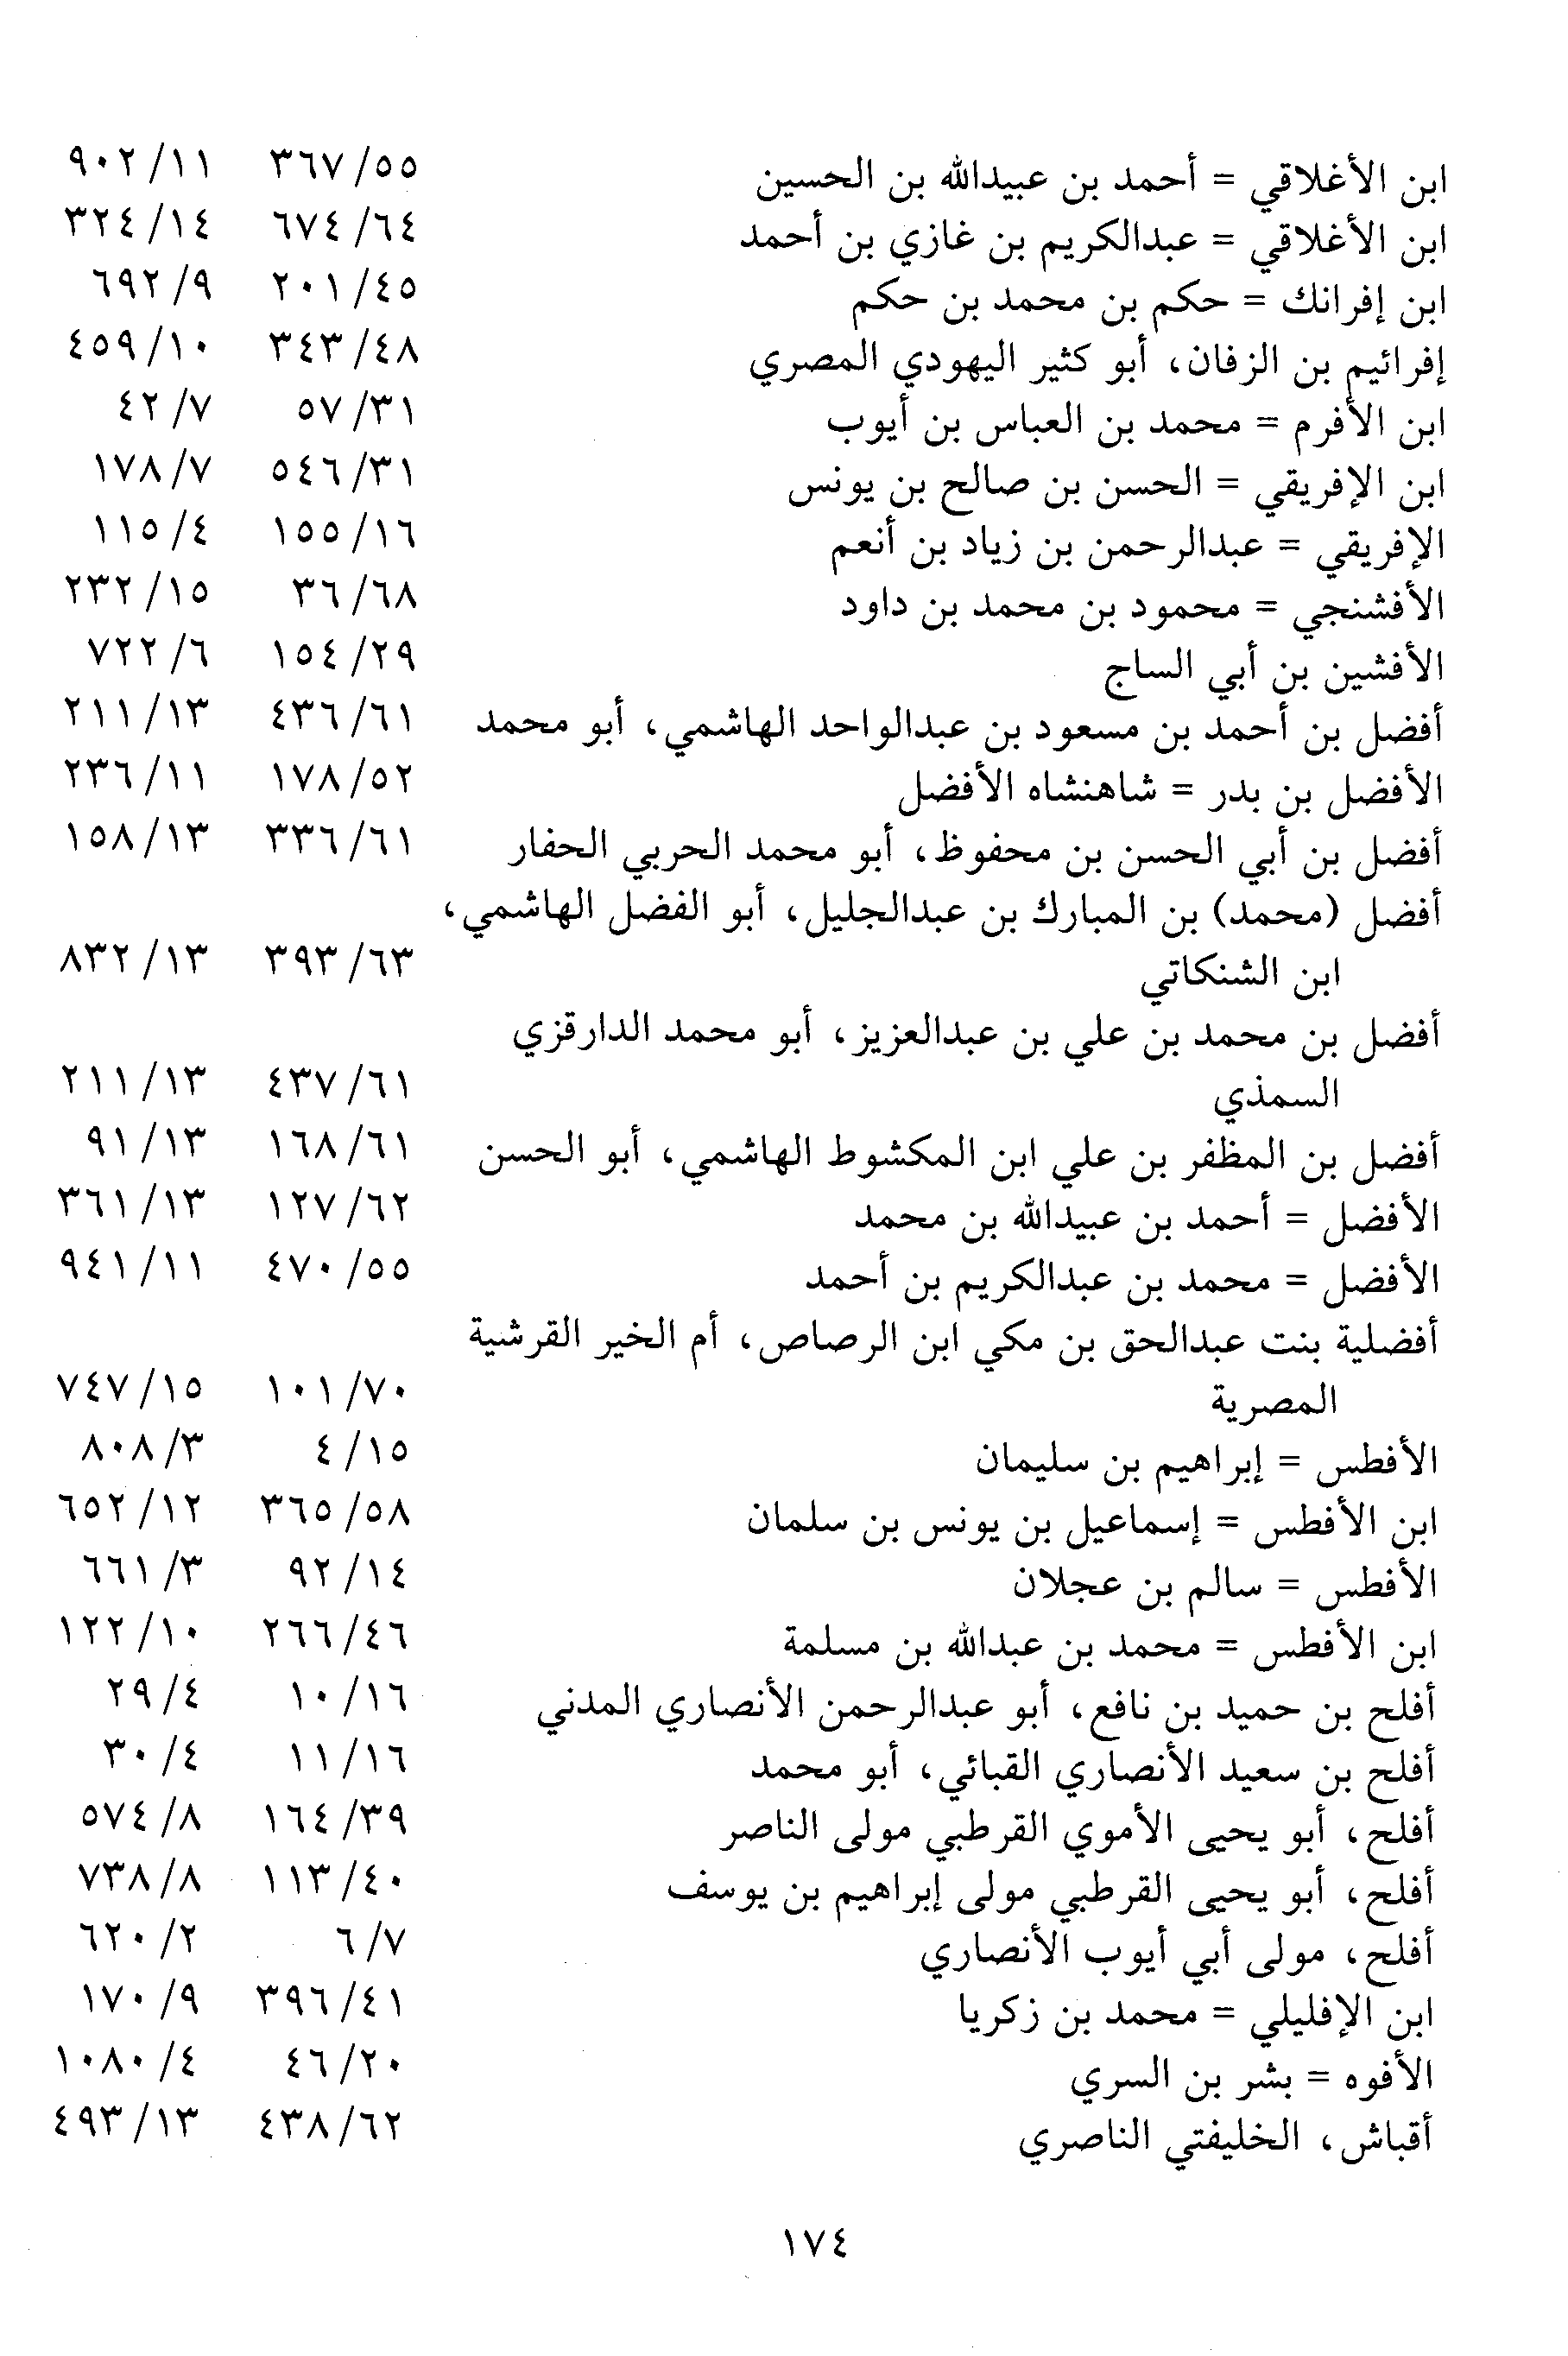 ابن الأغلاقي = أحمد بن عبيدالله بن الحسين ٥٥/ ٣٦٧ ١١/ ٩٠٢
ابن الأغلاقي = عبدالكريم بن غازي بن أحمد ٦٤/ ٦٧٤ ١٤/ ٣٢٤
ابن إفرانك = حكم بن محمد بن حكم ٤٥/ ٢٠١ ٩/ ٦٩٢
إفرائيم بن الزفان، أبو كثير اليهودي المصري ٤٨/ ٣٤٣ ١٠/ ٤٥٩
ابن الأفرم = محمد بن العباس بن أيوب ٣١/ ٥٧ ٧/ ٤٢
ابن الإفريقي = الحسن بن صالح بن يونس ٣١/ ٥٤٦ ٧/ ١٧٨
الإفريقي = عبدالرحمن بن زياد بن أنعم ١٦/ ١٥٥ ٤/ ١١٥
الأفشنجي = محمود بن محمد بن داود ٦٨/ ٣٦ ١٥/ ٢٣٢
الأفشين بن أبي الساج ٢٩/ ١٥٤ ٦/ ٧٢٢
أفضل بن أحمد بن مسعود بن عبدالواحد الهاشمي، أبو محمد ٦١/ ٤٣٦ ١٣/ ٢١١
الأفضل بن بدر = شاهنشاه الأفضل ٥٢/ ١٧٨ ١١/ ٢٣٦
أفضل بن أبي الحسن بن محفوظ، أبو محمد الحربي الحفار ٦١/ ٣٣٦ ١٣/ ١٥٨
أفضل (محمد) بن المبارك بن عبدالجليل، أبو الفضل الهاشمي،
ابن الشنكاتي ٦٣/ ٣٩٣ ١٣/ ٨٣٢
أفضل بن محمد بن علي بن عبدالعزيز، أبو محمد الدارقزي
السمذي ٦١/ ٤٣٧ ١٣/ ٢١١
أفضل بن المظفر بن علي ابن المكشوط الهاشمي، أبو الحسن ٦١/ ١٦٨ ١٣/ ٩١
الأفضل = أحمد بن عبيدالله بن محمد ٦٢/ ١٢٧ ١٣/ ٣٦١
الأفضل = محمد بن عبدالكريم بن أحمد ٥٥/ ٤٧٠ ١١/ ٩٤١
أفضلية بنت عبدالحق بن مكي ابن الرصاص، أم الخير القرشية
المصرية ٧٠/ ١٠١ ١٥/ ٧٤٧
الأفطس = إبراهيم بن سليمان ١٥/ ٤ ٣/ ٨٠٨
ابن الأفطس = إسماعيل بن يونس بن سلمان ٥٨/ ٣٦٥ ١٢/ ٦٥٢
الأفطس = سالم بن عجلان ١٤/ ٩٢ ٣/ ٦٦١
ابن الأفطس = محمد بن عبدالله بن مسلمة ٤٦/ ٢٦٦ ١٠/ ١٢٢
أفلح بن حميد بن نافع، أبو عبدالرحمن الأنصاري المدني ١٦/ ١٠ ٤/ ٢٩
أفلح بن سعيد الأنصاري القبائي، أبو محمد ١٦/ ١١ ٤/ ٣٠
أفلح، أبو يحيى الأموي القرطبي مولى الناصر ٣٩/ ١٦٤ ٨/ ٥٧٤
أفلح، أبو يحيى القرطبي مولى إبراهيم بن يوسف ٤٠/ ١١٣ ٨/ ٧٣٨
أفلح، مولى أبي أيوب الأنصاري ٧/ ٦ ٢/ ٦٢٠
ابن الإفليلي = محمد بن زكريا ٤١/ ٣٩٦ ٩/ ١٧٠
الأفوه = بشر بن السري ٢٠/ ٤٦ ٤/ ١٠٨٠
أقباش، الخليفتي الناصري ٦٢/ ٤٣٨ ١٣/ ٤٩٣
١٧٤